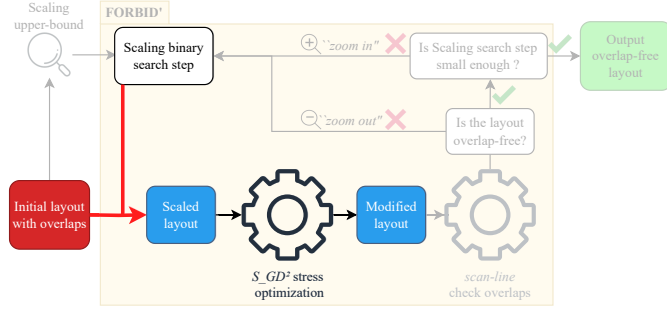 FORBID'
Scaling
upper-bound
Scaling binary
search step
"zoom in"
Is Scaling search step
small enough ?
Output
overlap-free
layout
"zoom out"
Is the layout
overlap-free?
Initial layout
with overlaps
Scaled
layout
Modified
layout
S_GD² stress
optimization
scan-line
check overlaps